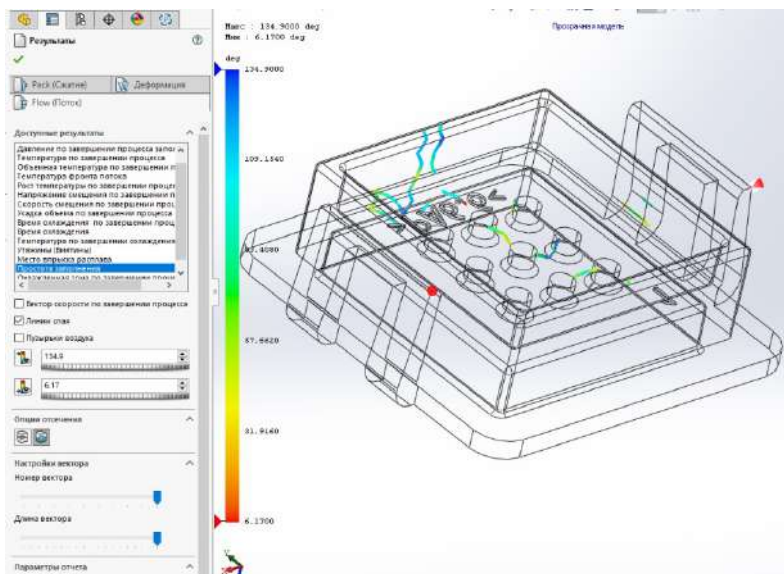 Результаты
Pack (Сжатие)
Деформация
Flow (Поток)
Доступные результаты
Давление по завершении процесса запол
Температура по завершении процесса
Объемная температура по завершении п
Температура фронта потока
Рост температуры по завершении процес
Напряжение смещения по завершении п
Скорость смещения по завершении проц
Усадка объема по завершении процесса
Время охлаждения по завершении проц
Время охлаждения
Температура по завершении охлаждени
Утяжины (Вмятины)
Место впрыска расплава
Простота заполнения
Вектор скорости по завершении процесса
Линии спая
Пузырьки воздуха
134.9
6.17
Опции отсечения
Настройки вектора
Номер вектора
Длина вектора
Параметры отчета
Макс : 134.9000 deg
Мин : 6.1700 deg
deg
134.9000
109.1540
57.6620
31.9160
6.1700
Прозрачная модель